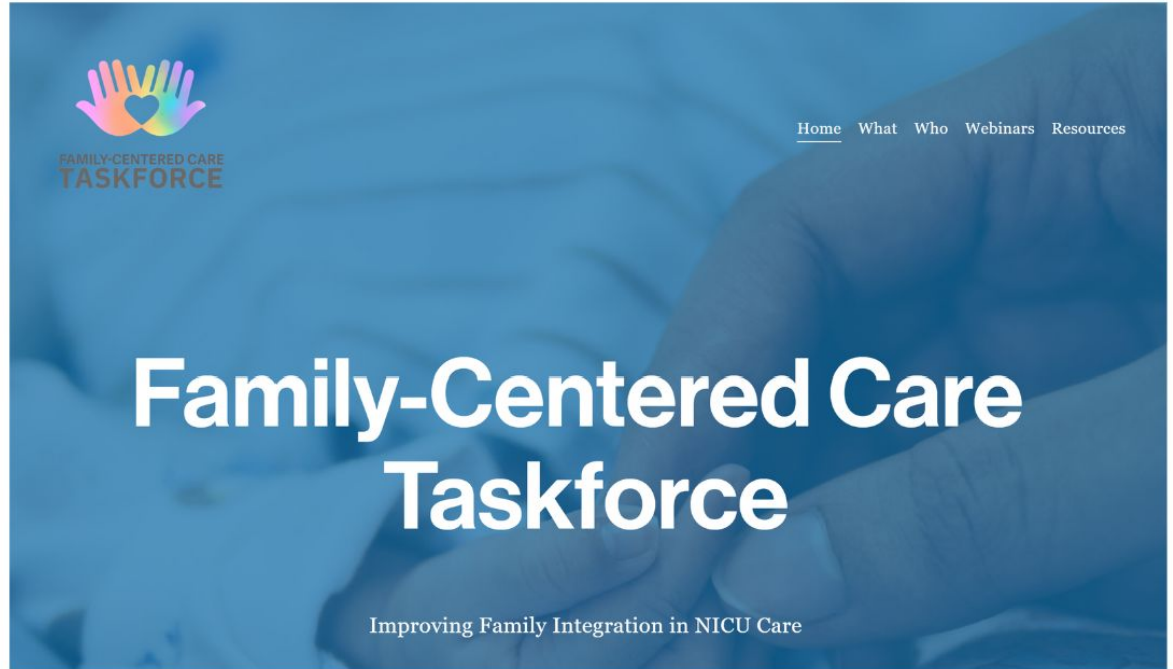 FAMILY-CENTERED CARE
TASKFORCE
Home What Who Webinars Resources
Family-Centered Care
Taskforce
Improving Family Integration in NICU Care